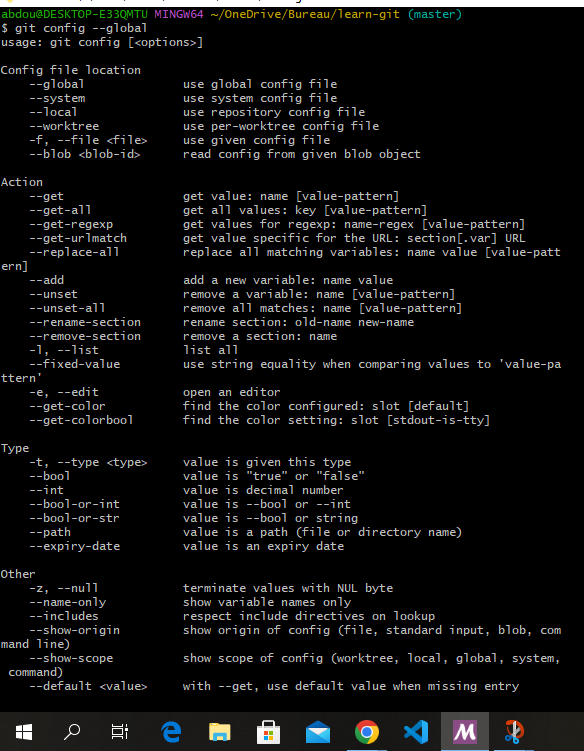 abdou@DESKTOP-E33QMTU MINGW64 ~/OneDrive/Bureau/learn-git (master)
$ git config --global
usage: git config [<options>]

Config file location
    --global              use global config file
    --system              use system config file
    --local               use repository config file
    --worktree            use per-worktree config file
    -f, --file <file>     use given config file
    --blob <blob-id>      read config from given blob object

Action
    --get                 get value: name [value-pattern]
    --get-all             get all values: key [value-pattern]
    --get-regexp          get values for regexp: name-regex [value-pattern]
    --get-urlmatch        get value specific for the URL: section[.var] URL
    --replace-all         replace all matching variables: name value [value-patt
ern]
    --add                 add a new variable: name value
    --unset               remove a variable: name [value-pattern]
    --unset-all           remove all matches: name [value-pattern]
    --rename-section      rename section: old-name new-name
    --remove-section      remove a section: name
    -l, --list            list all
    --fixed-value         use string equality when comparing values to 'value-pa
ttern'
    -e, --edit            open an editor
    --get-color           find the color configured: slot [default]
    --get-colorbool       find the color setting: slot [stdout-is-tty]

Type
    -t, --type <type>     value is given this type
    --bool                value is "true" or "false"
    --int                 value is decimal number
    --bool-or-int         value is --bool or --int
    --bool-or-str         value is --bool or string
    --path                value is a path (file or directory name)
    --expiry-date         value is an expiry date

Other
    -z, --null            terminate values with NUL byte
    --name-only           show variable names only
    --includes            respect include directives on lookup
    --show-origin         show origin of config (file, standard input, blob, com
mand line)
    --show-scope          show scope of config (worktree, local, global, system,
 command)
    --default <value>     with --get, use default value when missing entry